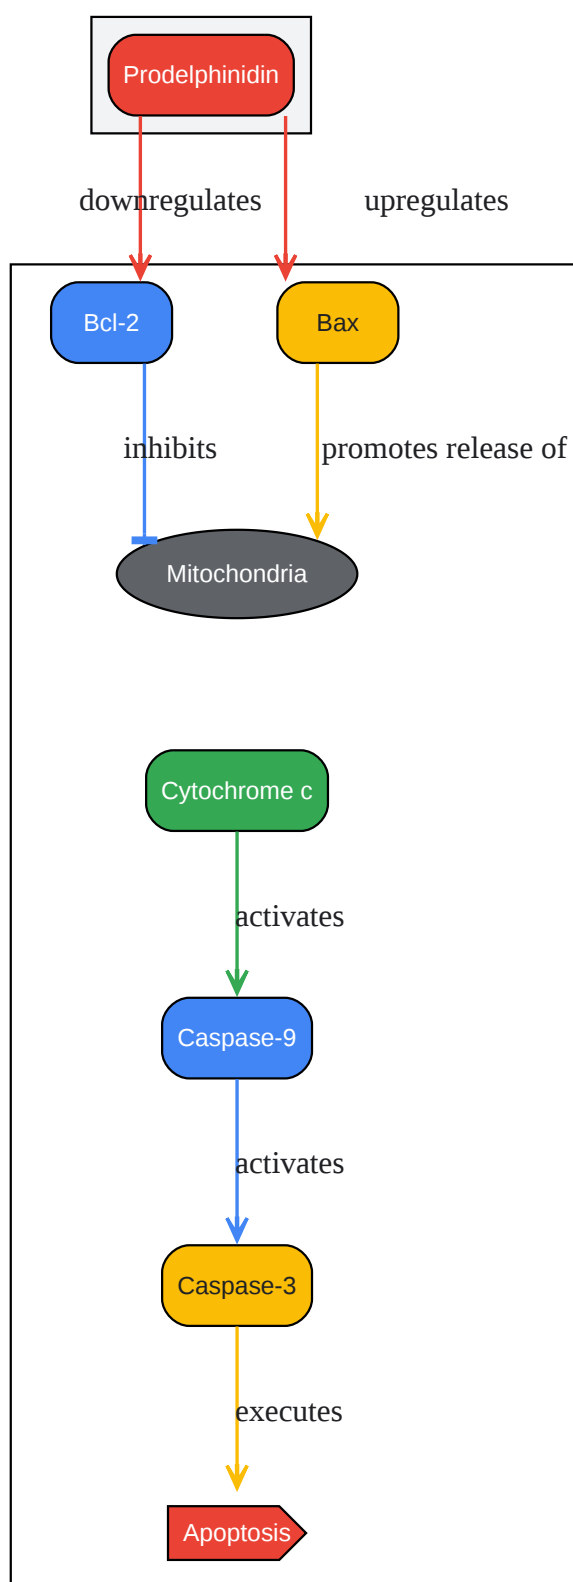 Prodelphinidin
downregulates
upregulates
Bcl-2
Bax
inhibits
promotes release of
Mitochondria
Cytochrome c
activates
Caspase-9
activates
Caspase-3
executes
Apoptosis